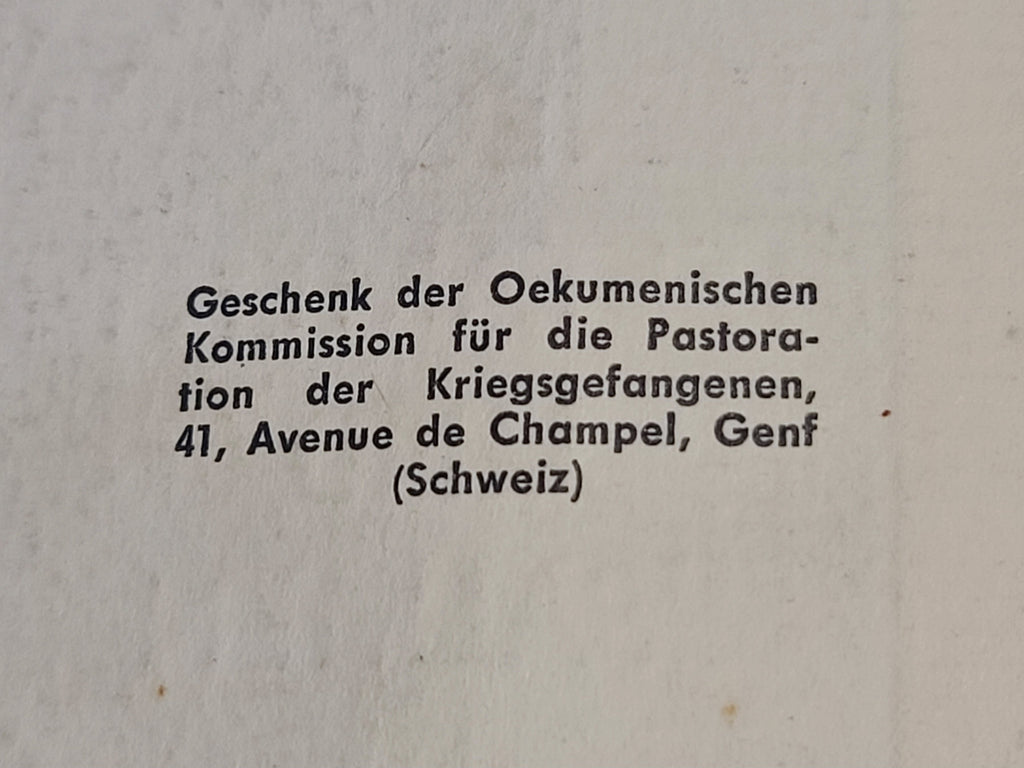 Geschenk der Oekumenischen
Kommission für die Pastora-
tion der Kriegsgefangenen,
41, Avenue de Champel, Genf
(Schweiz)